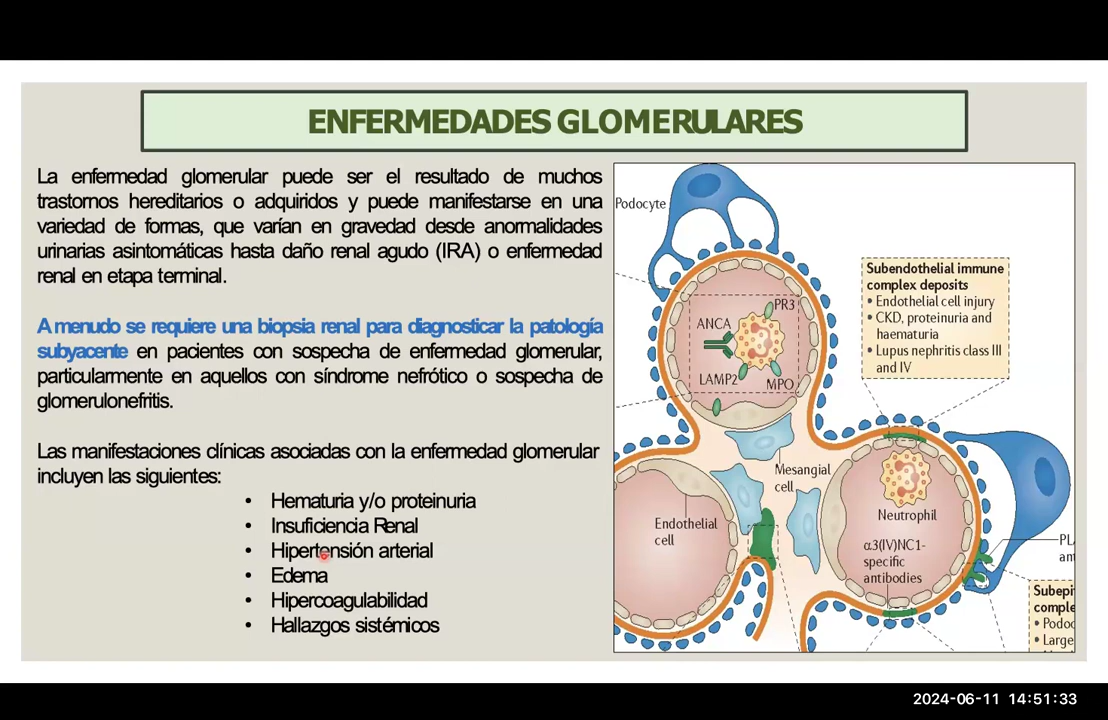 ENFERMEDADES GLOMERULARES
La enfermedad glomerular puede ser el resultado de muchos
trastornos hereditarios o adquiridos y puede manifestarse en una
variedad de formas, que varían en gravedad desde anormalidades
urinarias asintomáticas hasta daño renal agudo (IRA) o enfermedad
renal en etapa terminal.
A menudo se requiere una biopsia renal para diagnosticar la patología
subyacente en pacientes con sospecha de enfermedad glomerular,
particularmente en aquellos con síndrome nefrótico o sospecha de
glomerulonefritis.
Las manifestaciones clínicas asociadas con la enfermedad glomerular
incluyen las siguientes:
• Hematuria y/o proteinuria
• Insuficiencia Renal
• Hipertensión arterial
• Edema
• Hipercoagulabilidad
• Hallazgos sistémicos
Podocyte
PR3
ANCA
LAMP2
MPO
Subendothelial immune
complex deposits
• Endothelial cell injury
• CKD, proteinuria and
haematuria
• Lupus nephritis class III
and IV
Mesangial
cell
Endothelial
cell
Neutrophil
α3(IV)NC1-
specific
antibodies
PL
ant
Subepi
comple
• Podoc
• Large
2024-06-11 14:51:33